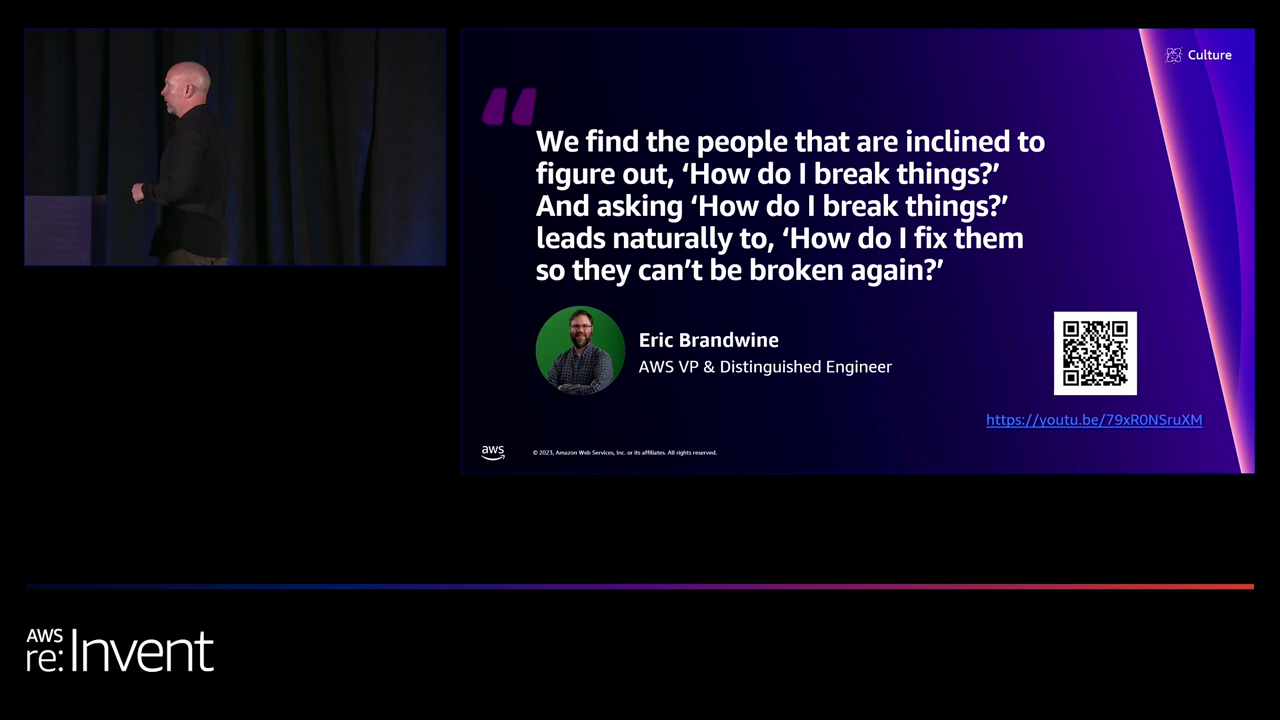 Culture
“
We find the people that are inclined to
figure out, ‘How do I break things?’
And asking ‘How do I break things?’
leads naturally to, ‘How do I fix them
so they can’t be broken again?’
Eric Brandwine
AWS VP & Distinguished Engineer
https://youtu.be/79xR0NSruXM
aws
© 2023, Amazon Web Services, Inc. or its affiliates. All rights reserved.
AWS
re:Invent